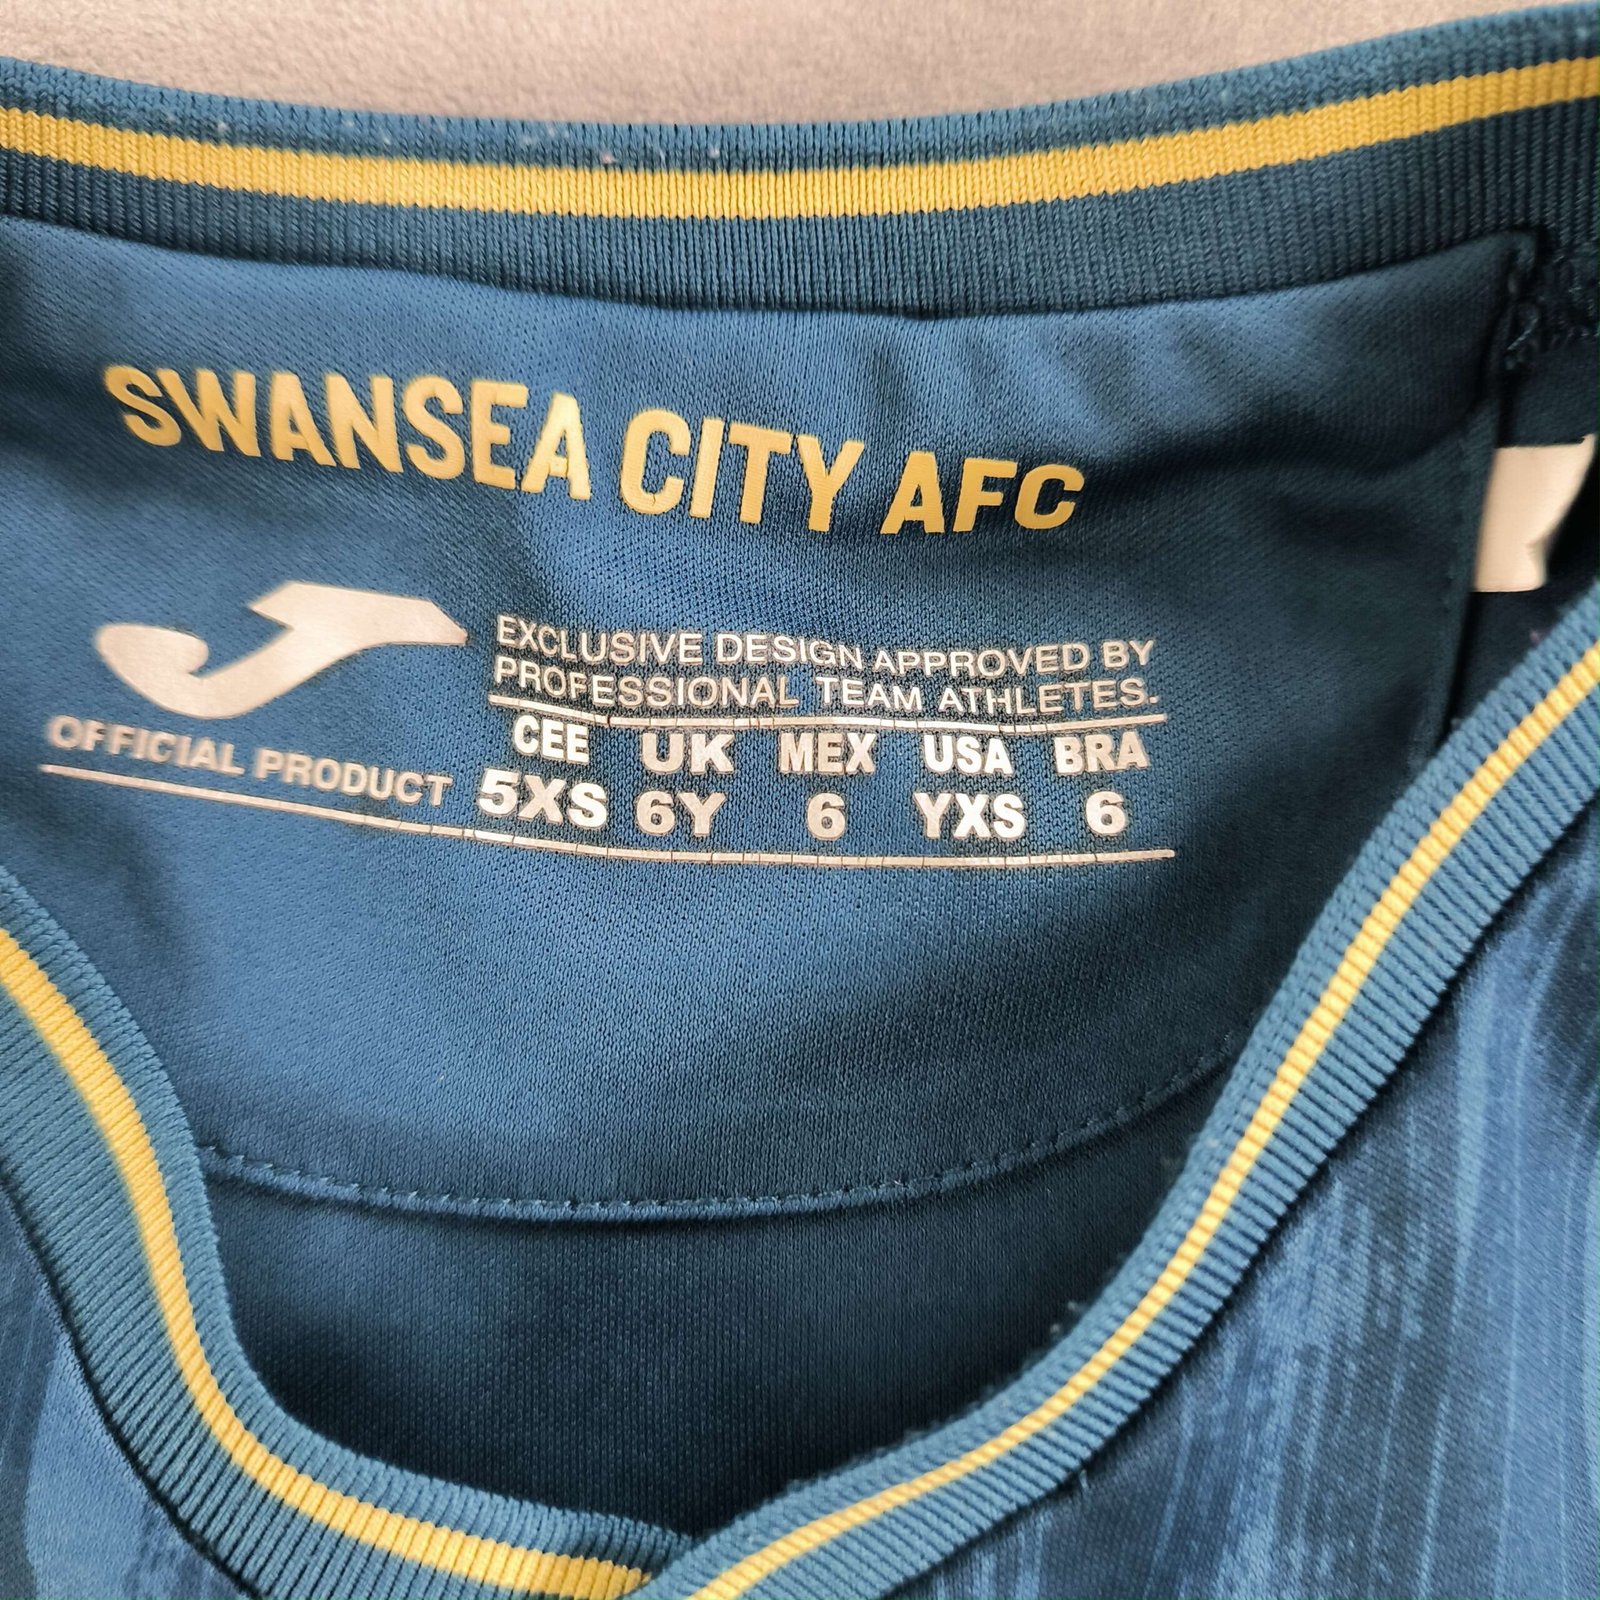 SWANSEA CITY AFC
EXCLUSIVE DESIGN APPROVED BY
PROFESSIONAL TEAM ATHLETES.
OFFICIAL PRODUCT
CEE UK MEX USA BRA
5XS 6Y 6 YXS 6